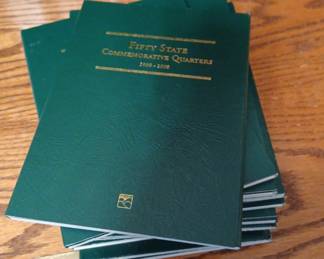 FIFTY STATE
COMMEMORATIVE QUARTERS
1999 - 2008